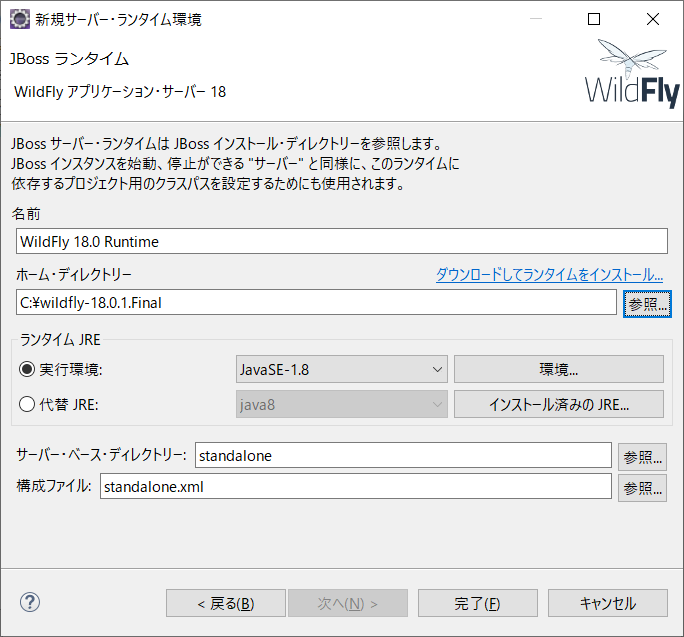 新規サーバー・ランタイム環境
JBoss ランタイム
WildFly アプリケーション・サーバー 18
WildFly
JBoss サーバー・ランタイムは JBoss インストール・ディレクトリーを参照します。
JBoss インスタンスを始動、停止ができる "サーバー" と同様に、このランタイムに
依存するプロジェクト用のクラスパスを設定するためにも使用されます。
名前
WildFly 18.0 Runtime
ホーム・ディレクトリー ダウンロードしてランタイムをインストール...
C:¥wildfly-18.0.1.Final 参照...
ランタイム JRE
実行環境: JavaSE-1.8 環境...
代替 JRE: java8 インストール済みの JRE...
サーバー・ベース・ディレクトリー: standalone 参照...
構成ファイル: standalone.xml 参照...
? < 戻る(B) 次へ(N) > 完了(F) キャンセル